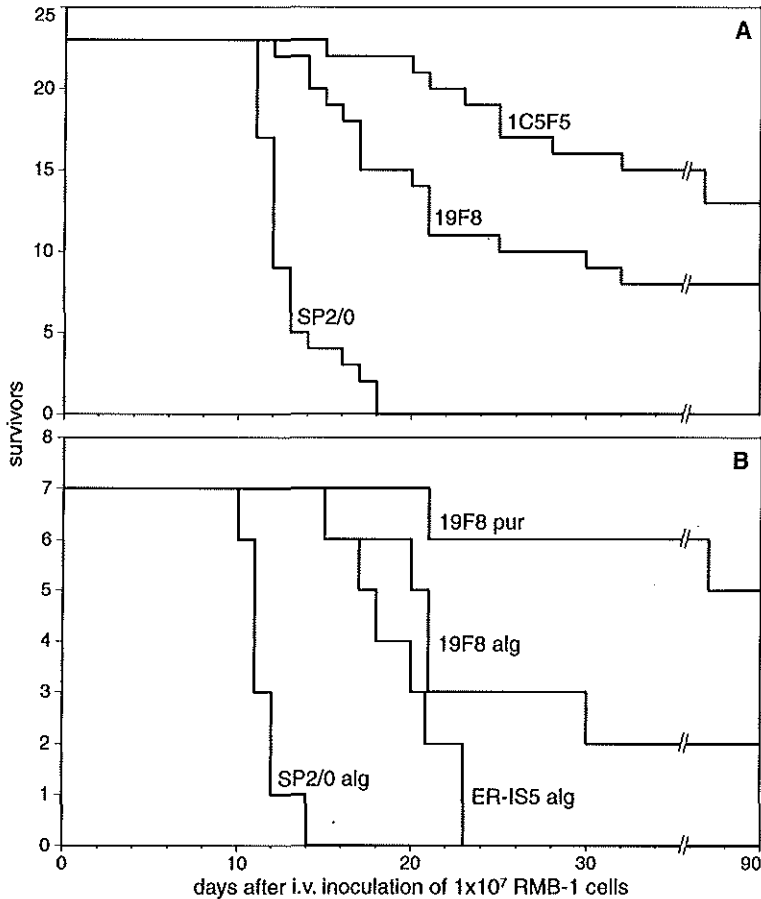 25
A
20
1C5F5
15
19F8
10
SP2/0
5
0
survivors
8
B
7
19F8 pur
6
5
19F8 alg
4
3
2
SP2/0 alg
ER-IS5 alg
1
0
0 10 20 30 90
days after i.v. inoculation of 1x10⁷ RMB-1 cells